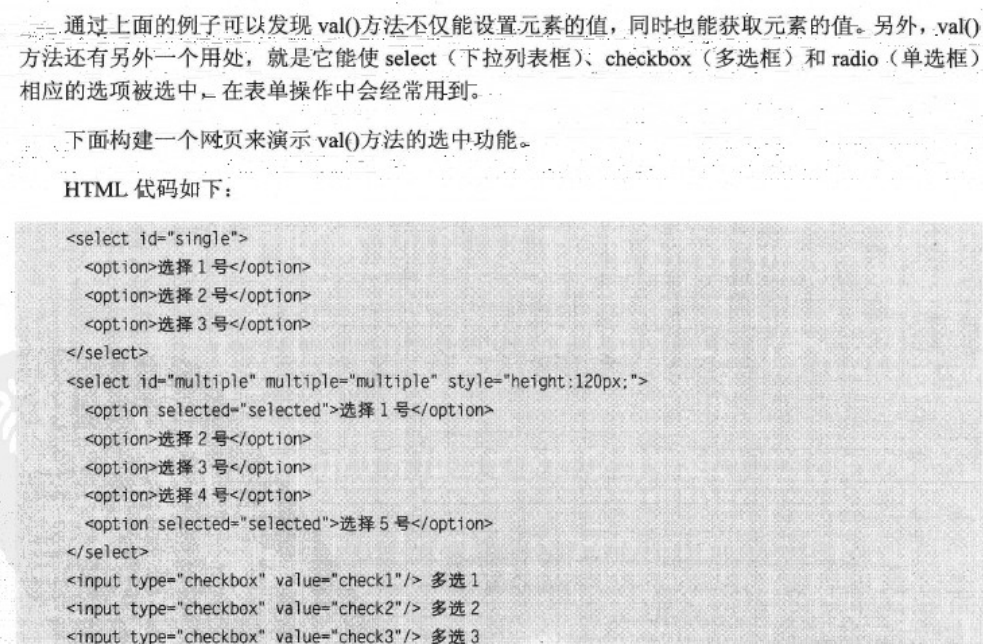 通过上面的例子可以发现 val()方法不仅能设置元素的值，同时也能获取元素的值。另外，val()
方法还有另外一个用处，就是它能使 select（下拉列表框）、checkbox（多选框）和 radio（单选框）
相应的选项被选中，在表单操作中会经常用到。
下面构建一个网页来演示 val()方法的选中功能。
HTML 代码如下：
<select id="single">
<option>选择 1 号</option>
<option>选择 2 号</option>
<option>选择 3 号</option>
</select>
<select id="multiple" multiple="multiple" style="height:120px;">
<option selected="selected">选择 1 号</option>
<option>选择 2 号</option>
<option>选择 3 号</option>
<option>选择 4 号</option>
<option selected="selected">选择 5 号</option>
</select>
<input type="checkbox" value="check1"/> 多选 1
<input type="checkbox" value="check2"/> 多选 2
<input type="checkbox" value="check3"/> 多选 3